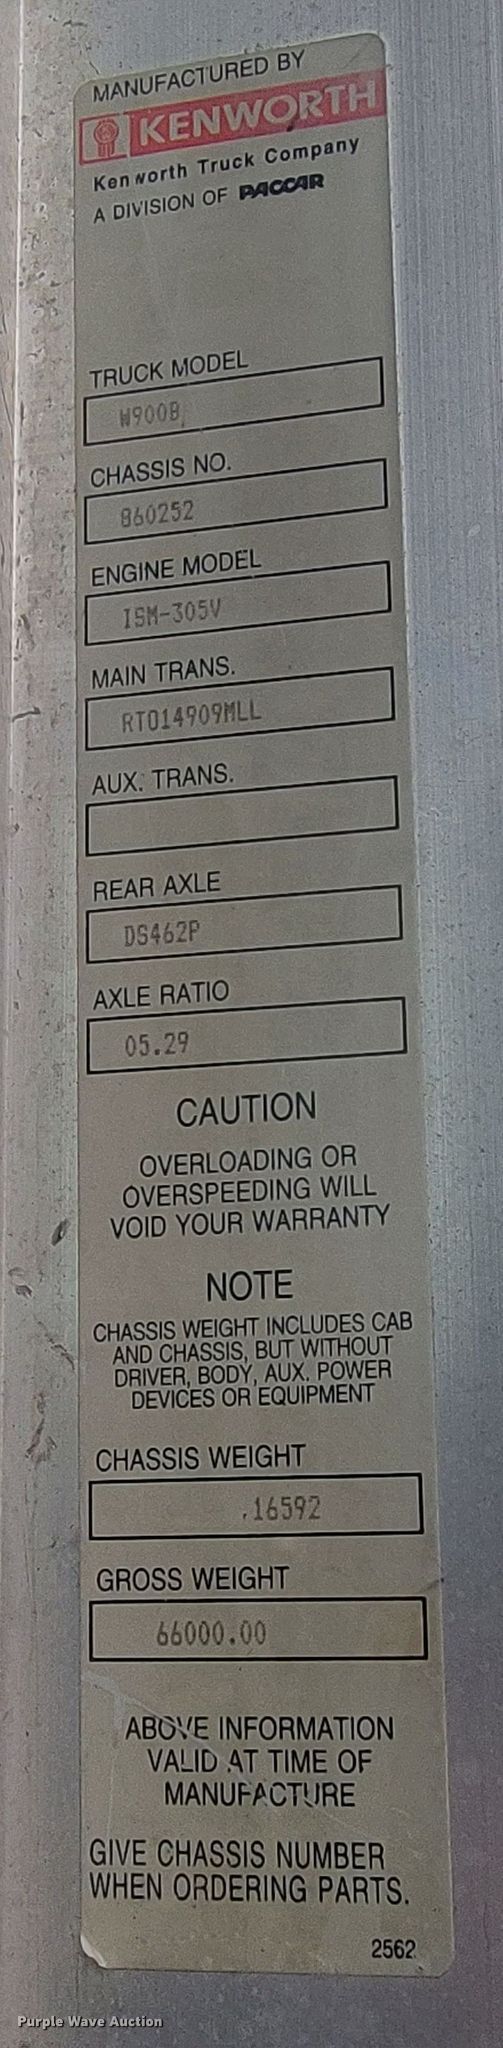 MANUFACTURED BY
KENWORTH
Kenworth Truck Company
A DIVISION OF PACCAR
TRUCK MODEL
W900B
CHASSIS NO.
860252
ENGINE MODEL
ISM-305V
MAIN TRANS.
RTO14909MLL
AUX. TRANS.
REAR AXLE
DS462P
AXLE RATIO
05.29
CAUTION
OVERLOADING OR
OVERSPEEDING WILL
VOID YOUR WARRANTY
NOTE
CHASSIS WEIGHT INCLUDES CAB
AND CHASSIS, BUT WITHOUT
DRIVER, BODY, AUX. POWER
DEVICES OR EQUIPMENT
CHASSIS WEIGHT
.16592
GROSS WEIGHT
66000.00
ABOVE INFORMATION
VALID AT TIME OF
MANUFACTURE
GIVE CHASSIS NUMBER
WHEN ORDERING PARTS.
2562
Purple Wave Auction